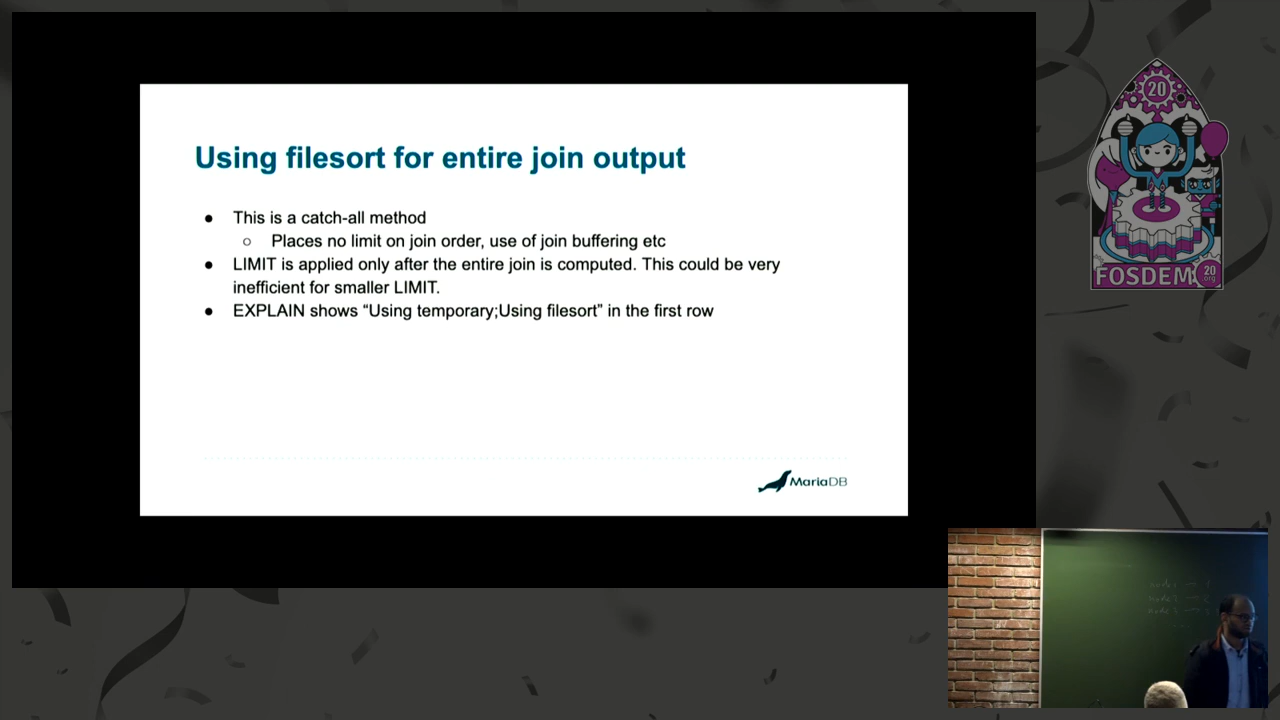 Using filesort for entire join output
● This is a catch-all method
○ Places no limit on join order, use of join buffering etc
● LIMIT is applied only after the entire join is computed. This could be very
inefficient for smaller LIMIT.
● EXPLAIN shows “Using temporary;Using filesort” in the first row
MariaDB
20
FOSDEM
20
.org